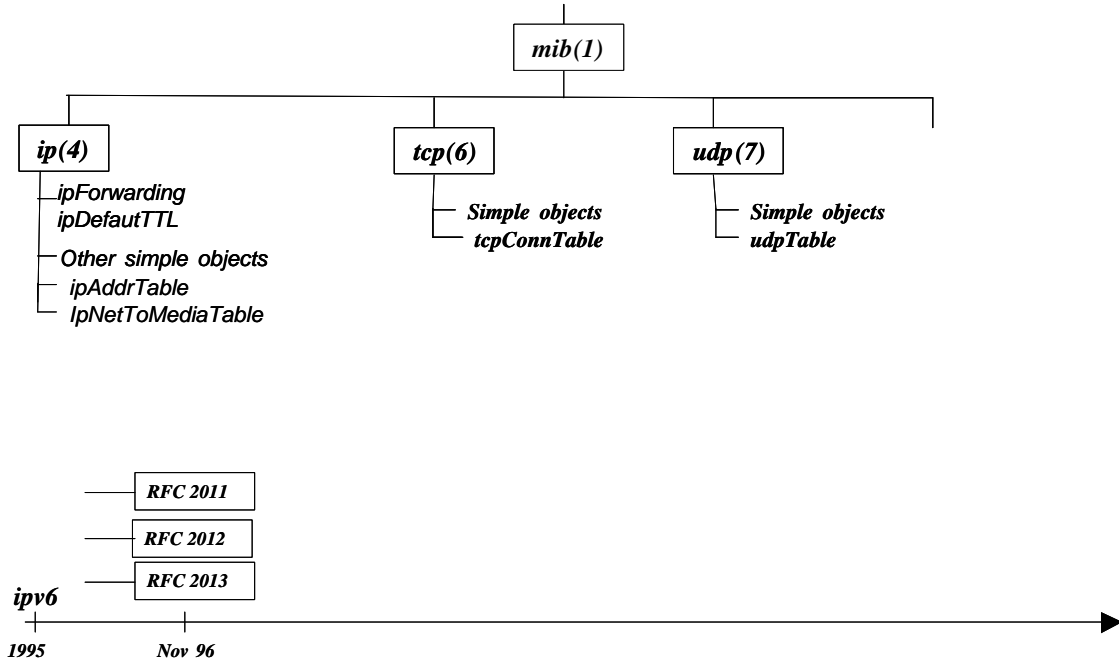 mib(1)
ip(4)
tcp(6)
udp(7)
ipForwarding
ipDefautTTL
Other simple objects
ipAddrTable
IpNetToMediaTable
Simple objects
tcpConnTable
Simple objects
udpTable
RFC 2011
RFC 2012
RFC 2013
ipv6
1995
Nov 96